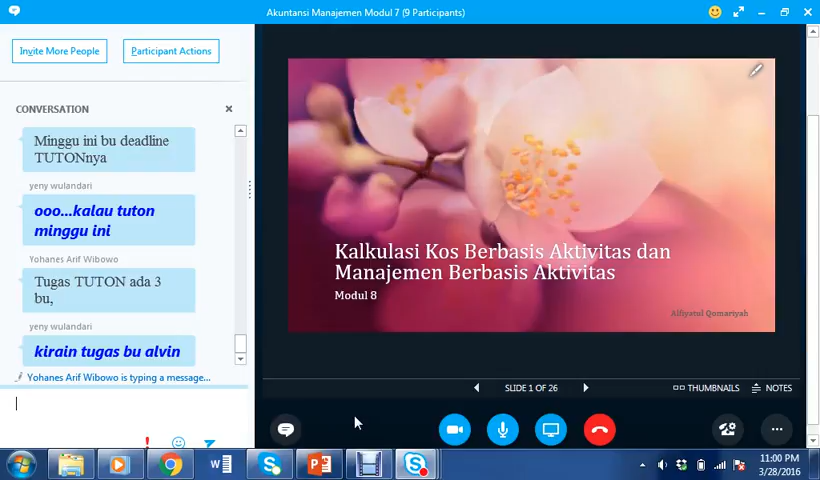 Akuntansi Manajemen Modul 7 (9 Participants)
Invite More People
Participant Actions
CONVERSATION
Minggu ini bu deadline
TUTONnya
yeny wulandari
ooo...kalau tuton
minggu ini
Yohanes Arif Wibowo
Tugas TUTON ada 3
bu,
yeny wulandari
kirain tugas bu alvin
Yohanes Arif Wibowo is typing a message...
Kalkulasi Kos Berbasis Aktivitas dan
Manajemen Berbasis Aktivitas
Modul 8
Alfiyatul Qomariyah
SLIDE 1 OF 26
THUMBNAILS
NOTES
11:00 PM
3/28/2016